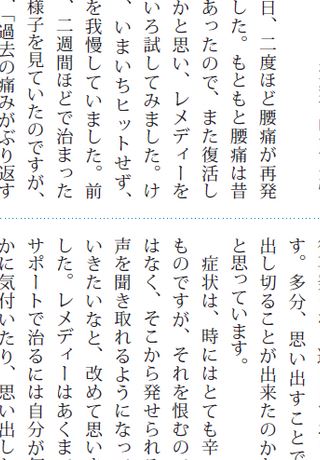 日、二度ほど腰痛が再発
した。もともと腰痛は昔
あったので、また復活し
かと思い、レメディーを
いろ試してみました。け
、いまいちヒットせず、
を我慢していました。前
、二週間ほどで治まった
様子を見ていたのですが、
、「過去の痛みがぶり返す
す。多分、思い出すことで
出し切ることが出来たのか
と思っています。
症状は、時にはとても辛
ものですが、それを恨むの
はなく、そこから発せられる
声を聞き取れるようになっ
いきたいなと、改めて思い
した。レメディーはあくま
サポートで治るには自分が
かに気付いたり、思い出し